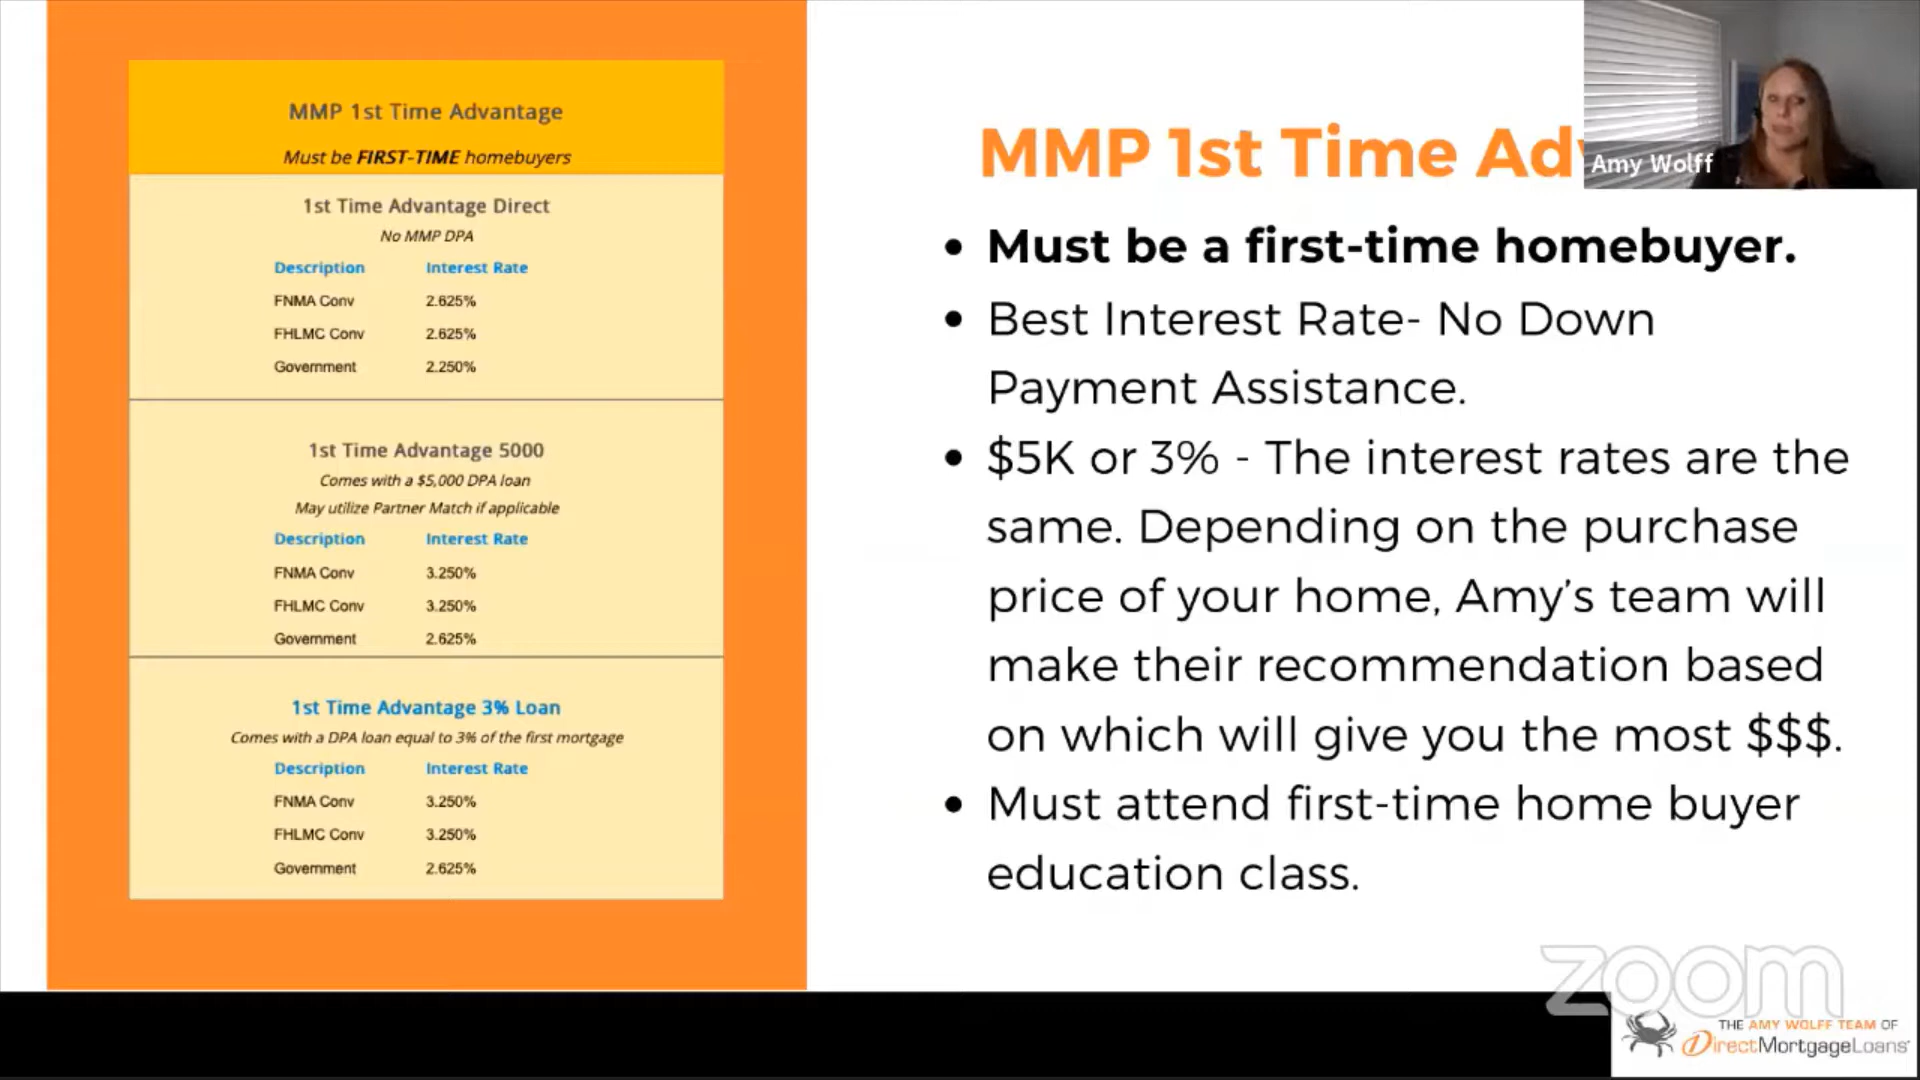 MMP 1st Time Advantage
Must be FIRST-TIME homebuyers
1st Time Advantage Direct
No MMP DPA
Description Interest Rate
FNMA Conv 2.625%
FHLMC Conv 2.625%
Government 2.250%
1st Time Advantage 5000
Comes with a $5,000 DPA loan
May utilize Partner Match if applicable
Description Interest Rate
FNMA Conv 3.250%
FHLMC Conv 3.250%
Government 2.625%
1st Time Advantage 3% Loan
Comes with a DPA loan equal to 3% of the first mortgage
Description Interest Rate
FNMA Conv 3.250%
FHLMC Conv 3.250%
Government 2.625%
MMP 1st Time Ad
Amy Wolff
• Must be a first-time homebuyer.
• Best Interest Rate- No Down
Payment Assistance.
• $5K or 3% - The interest rates are the
same. Depending on the purchase
price of your home, Amy's team will
make their recommendation based
on which will give you the most $$$.
• Must attend first-time home buyer
education class.
zoom
THE AMY WOLFF TEAM OF
DirectMortgageLoans